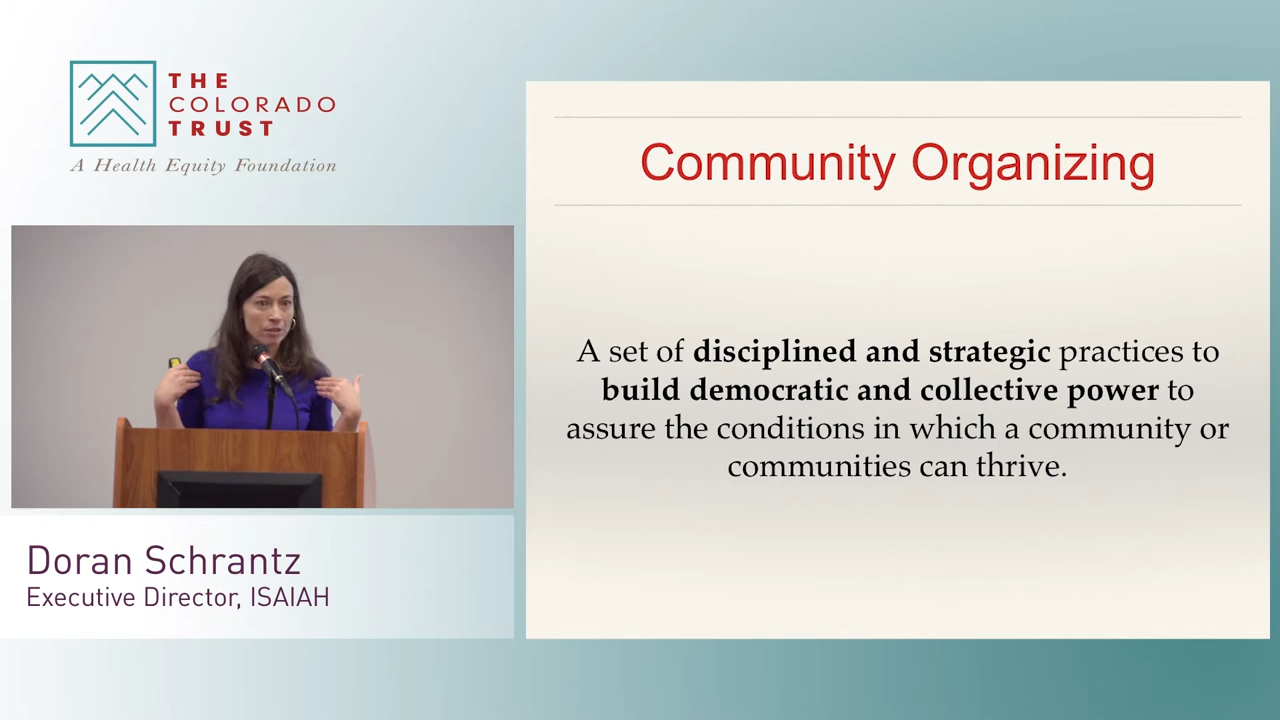 THE
COLORADO
TRUST
A Health Equity Foundation
Doran Schrantz
Executive Director, ISAIAH
Community Organizing
A set of disciplined and strategic practices to
build democratic and collective power to
assure the conditions in which a community or
communities can thrive.